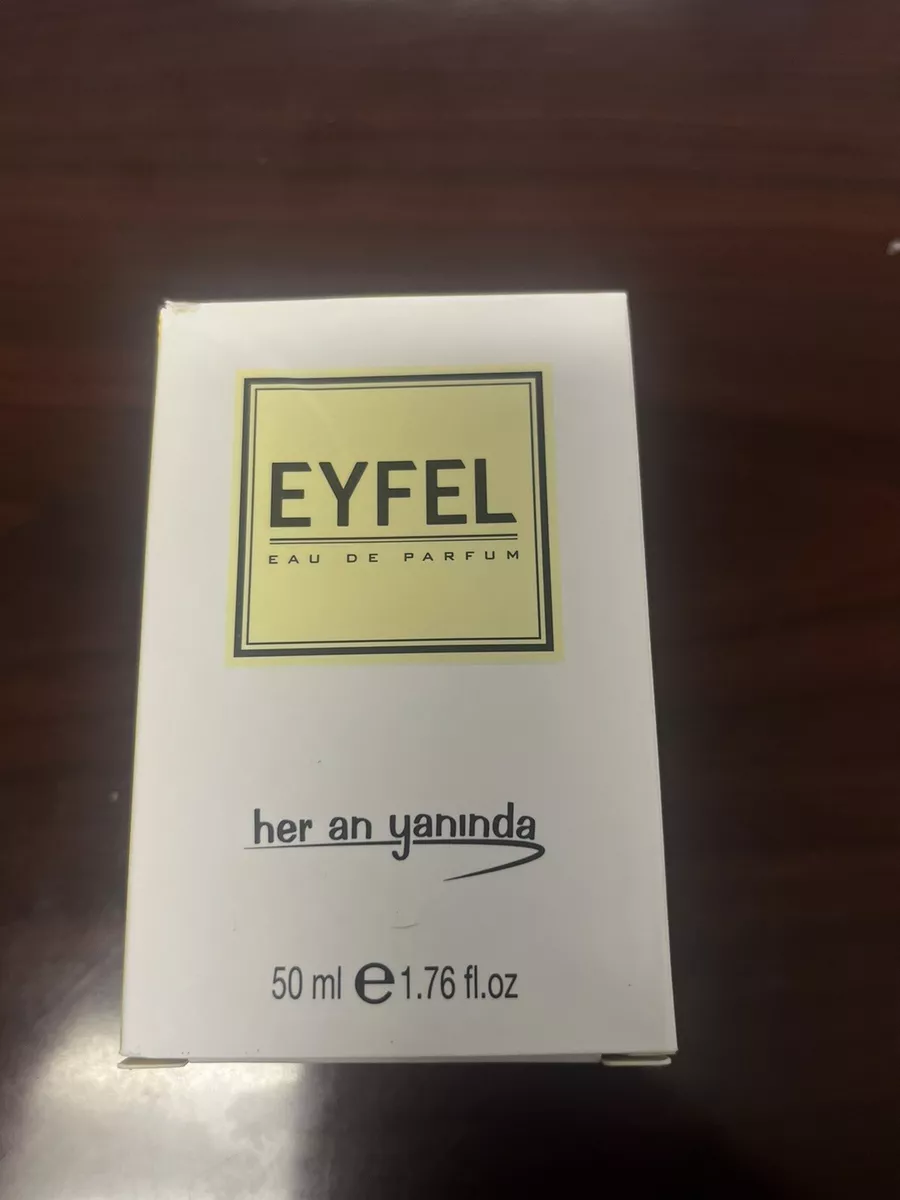 EYFEL
EAU DE PARFUM
her an yanında
50 ml e 1.76 fl.oz